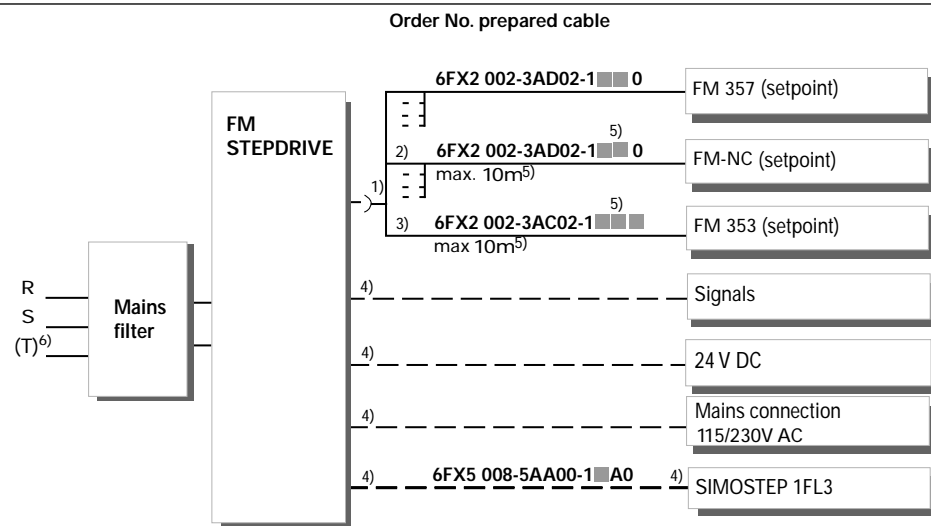 Order No. prepared cable
6FX2 002-3AD02-1■■0
FM 357 (setpoint)
FM
STEPDRIVE
5)
2) 6FX2 002-3AD02-1■■0
FM-NC (setpoint)
max. 10m5)
1)
5)
3) 6FX2 002-3AC02-1■■■
FM 353 (setpoint)
max 10m5)
R
S
(T)6)
Mains
filter
4)
Signals
4)
24 V DC
4)
Mains connection
115/230V AC
4) 6FX5 008-5AA00-1■A0 4)
SIMOSTEP 1FL3